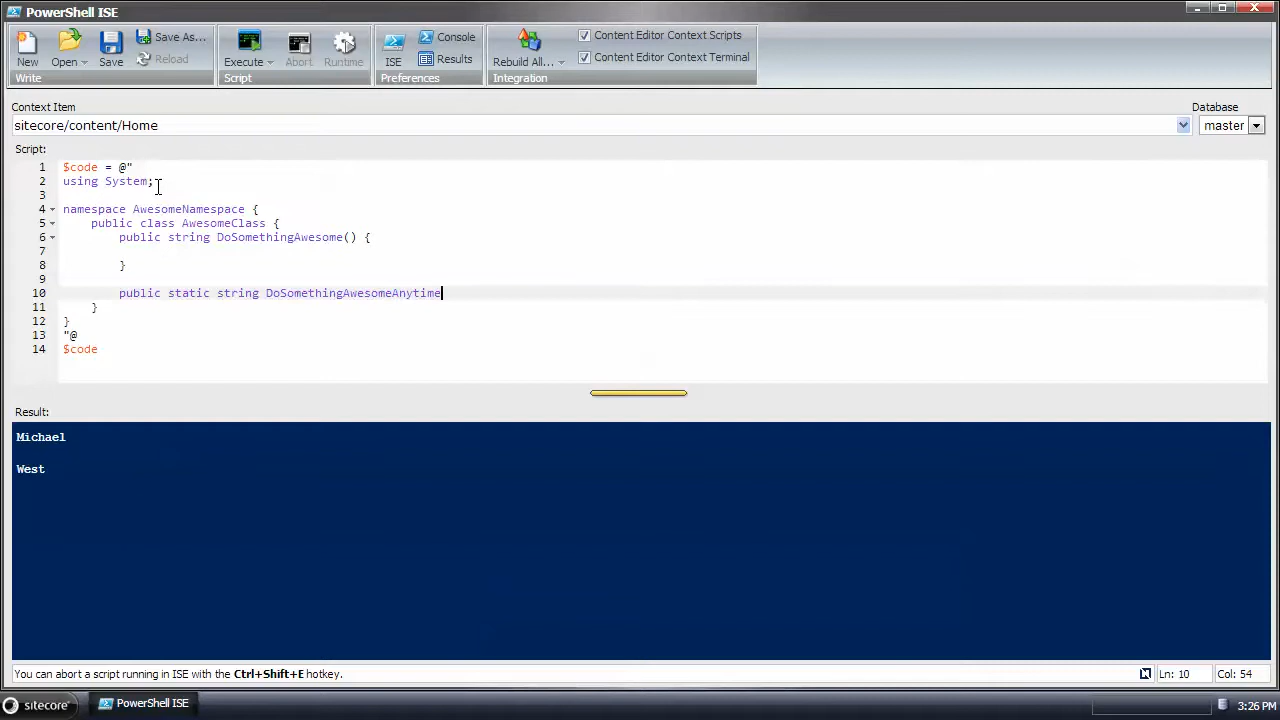 PowerShell ISE
New
Open
Save
Save As...
Reload
Write
Execute
Abort
Runtime
Script
ISE
Console
Results
Preferences
Rebuild All...
Content Editor Context Scripts
Content Editor Context Terminal
Integration
Context Item
Database
sitecore/content/Home
master
Script:
1 $code = @"
2 using System;
3
4 namespace AwesomeNamespace {
5 public class AwesomeClass {
6 public string DoSomethingAwesome() {
7
8 }
9
10 public static string DoSomethingAwesomeAnytime
11 }
12 }
13 "@
14 $code
Result:
Michael
West
You can abort a script running in ISE with the Ctrl+Shift+E hotkey.
Ln: 10
Col: 54
sitecore
PowerShell ISE
3:26 PM